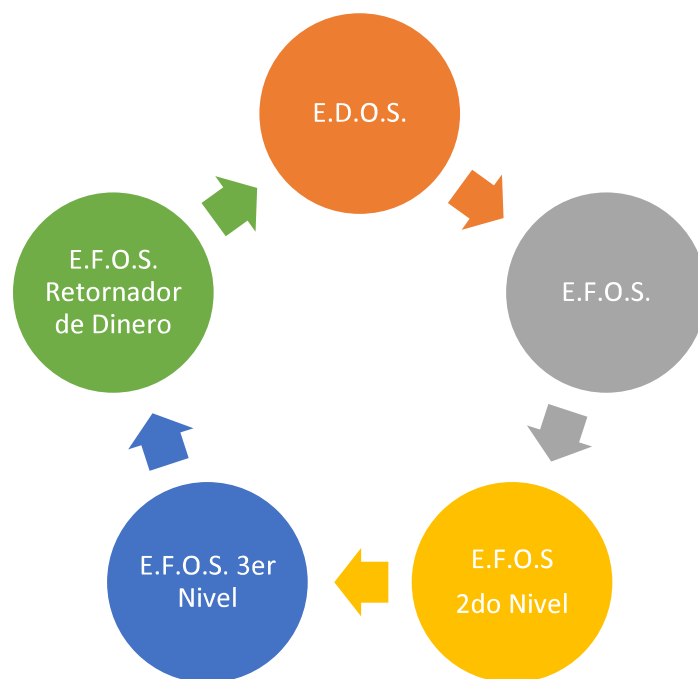 E.D.O.S.
E.F.O.S.
E.F.O.S
2do Nivel
E.F.O.S. 3er
Nivel
E.F.O.S.
Retornador
de Dinero